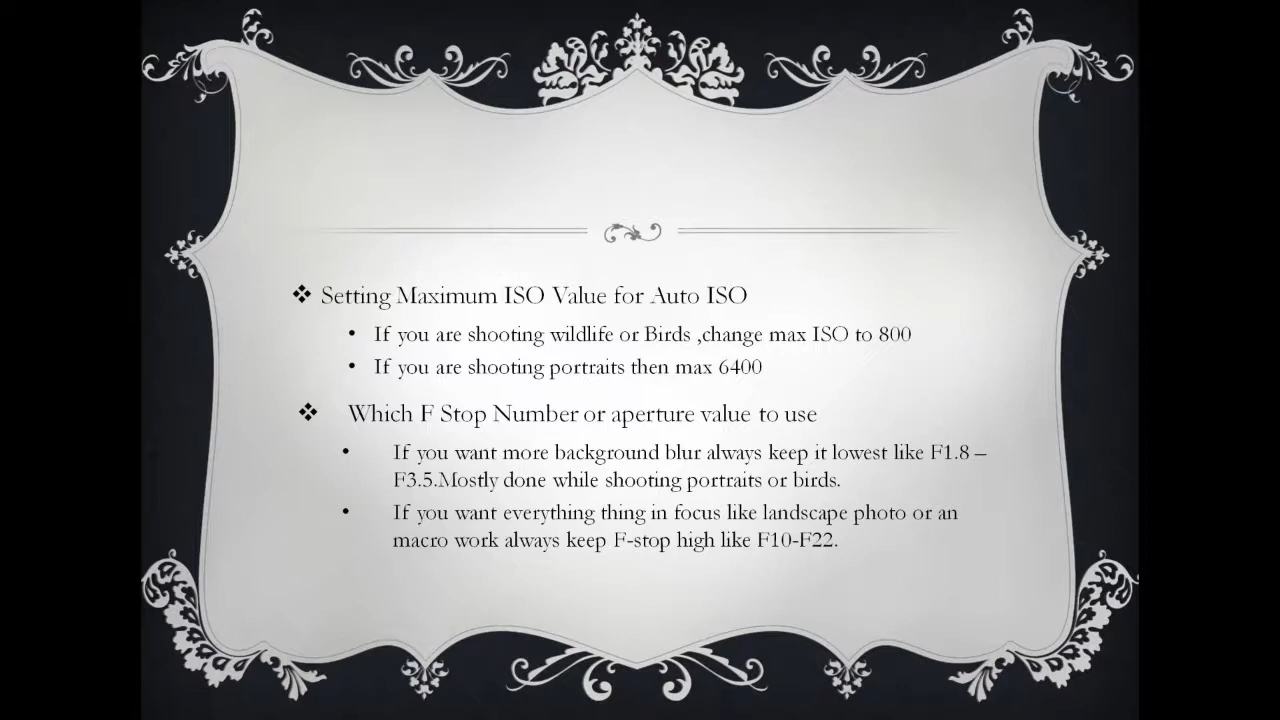 ❖ Setting Maximum ISO Value for Auto ISO
• If you are shooting wildlife or Birds ,change max ISO to 800
• If you are shooting portraits then max 6400
❖ Which F Stop Number or aperture value to use
• If you want more background blur always keep it lowest like F1.8 –
F3.5.Mostly done while shooting portraits or birds.
• If you want everything thing in focus like landscape photo or an
macro work always keep F-stop high like F10-F22.